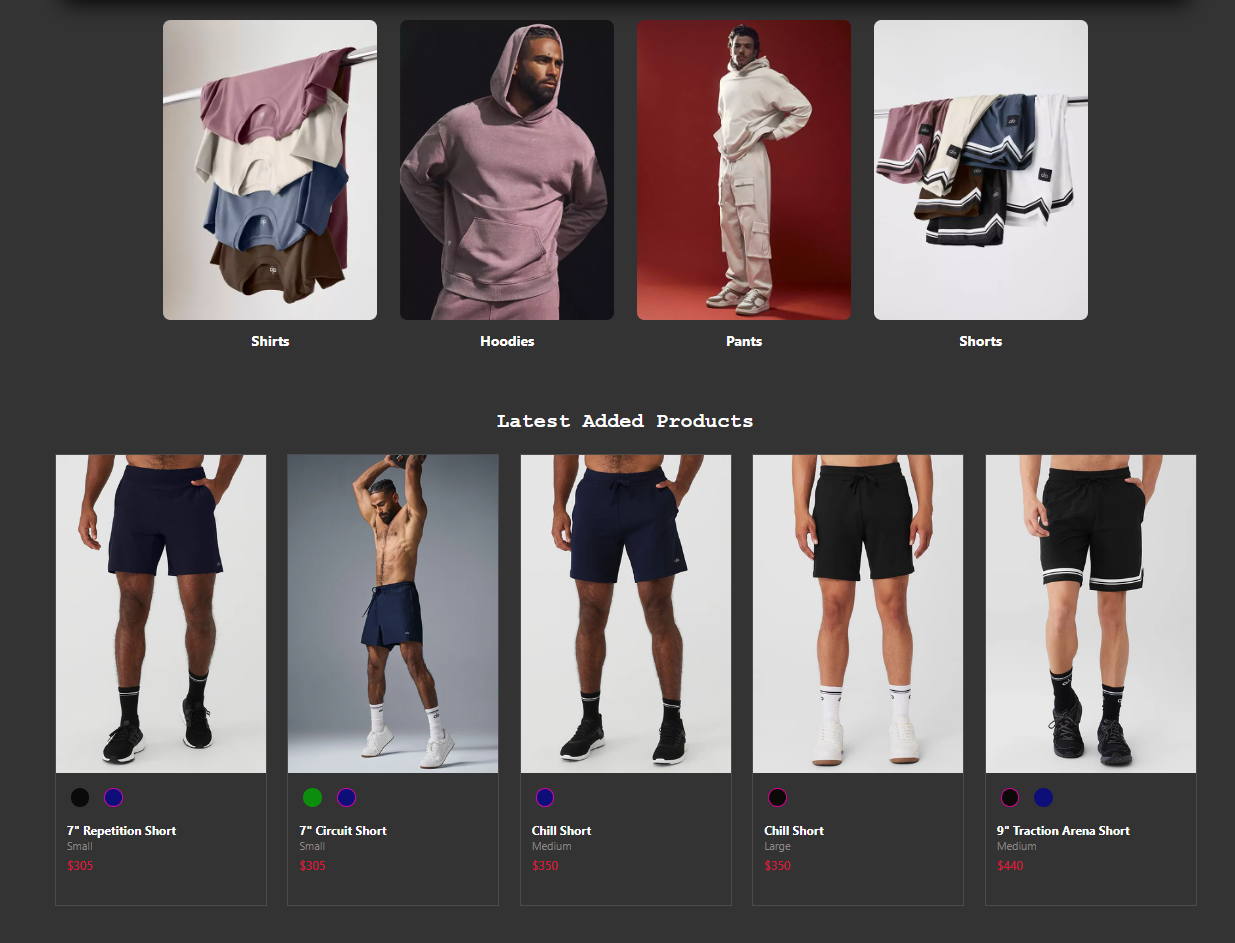 Shirts
Hoodies
Pants
Shorts
Latest Added Products
7" Repetition Short
Small
$305
7" Circuit Short
Small
$305
Chill Short
Medium
$350
Chill Short
Large
$350
9" Traction Arena Short
Medium
$440